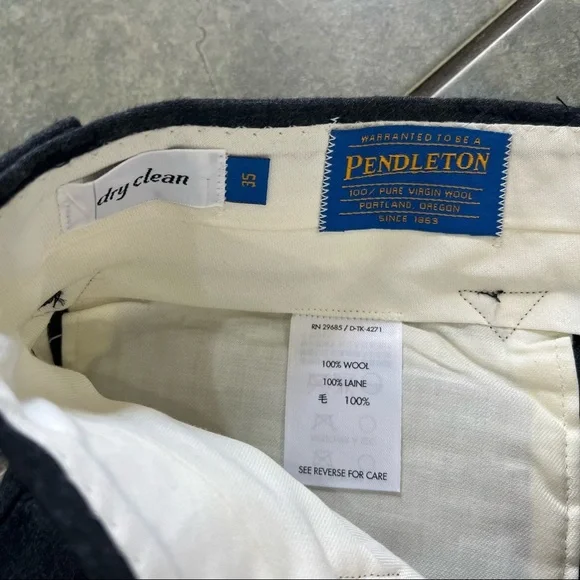 dry clean
35
WARRANTED TO BE A
PENDLETON
100% PURE VIRGIN WOOL
PORTLAND, OREGON
SINCE 1863
RN 29685 / D-TK-4271
100% WOOL
100% LAINE
毛 100%
SEE REVERSE FOR CARE